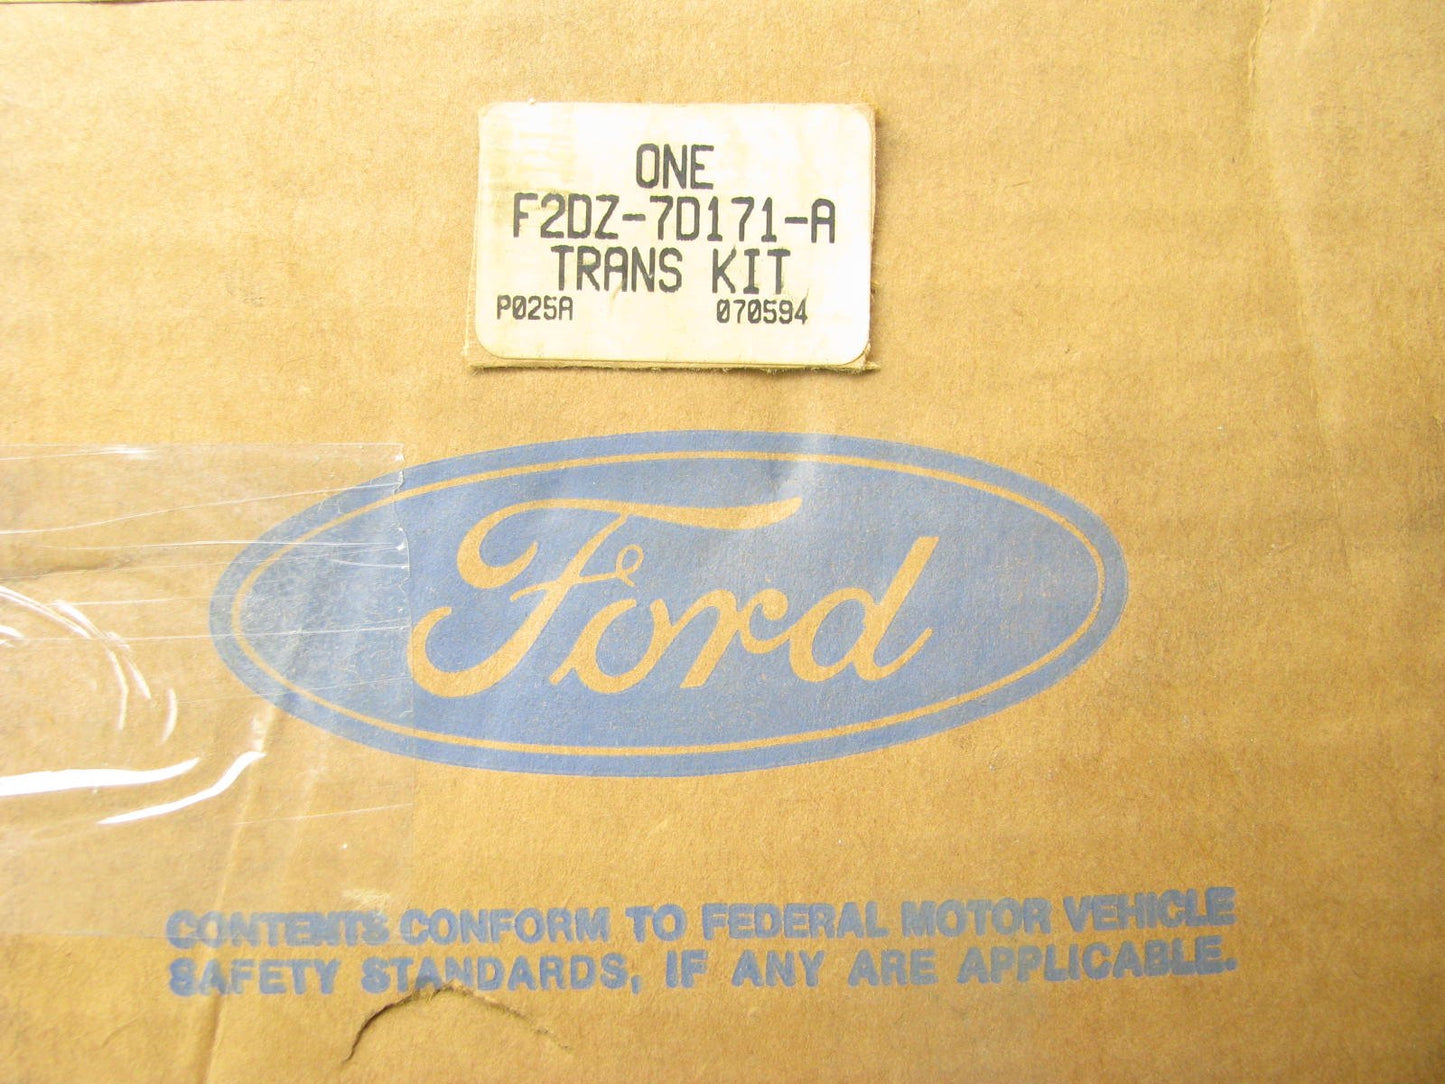 ONE
F2DZ-7D171-A
TRANS KIT
P025A 070594
Ford
CONTENTS CONFORM TO FEDERAL MOTOR VEHICLE
SAFETY STANDARDS, IF ANY ARE APPLICABLE.